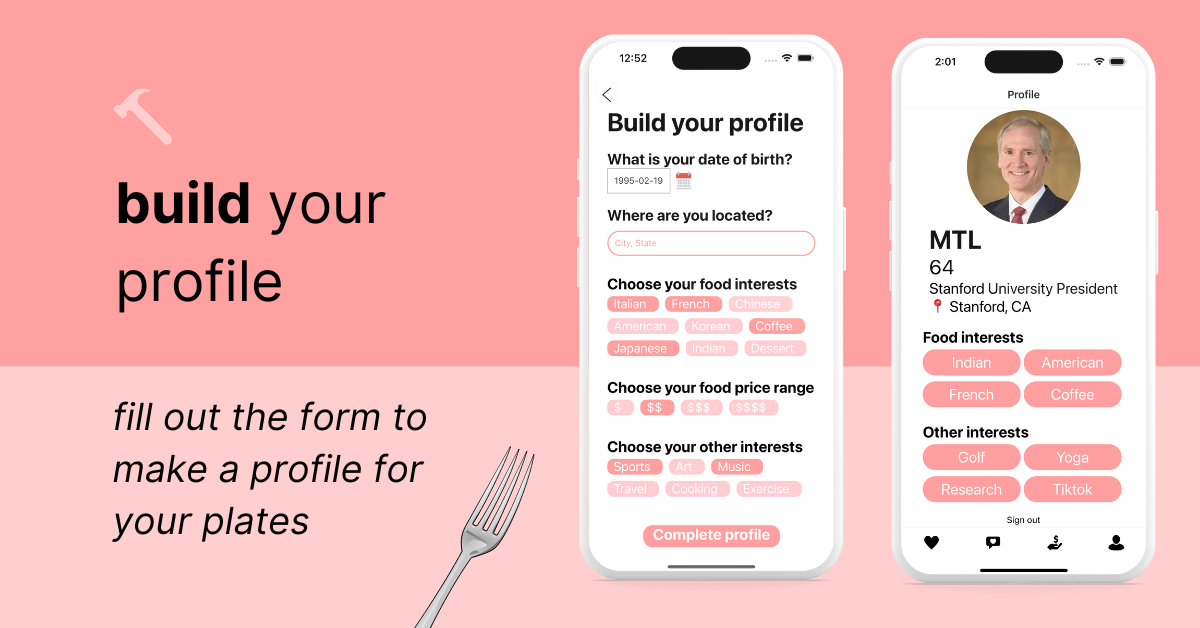 build your
profile
fill out the form to
make a profile for
your plates
12:52
Build your profile
What is your date of birth?
1995-02-19
Where are you located?
City, State
Choose your food interests
Italian French Chinese
American Korean Coffee
Japanese Indian Dessert
Choose your food price range
$ $$ $$$ $$$$
Choose your other interests
Sports Art Music
Travel Cooking Exercise
Complete profile
2:01
Profile
MTL
64
Stanford University President
Stanford, CA
Food interests
Indian American
French Coffee
Other interests
Golf Yoga
Research Tiktok
Sign out